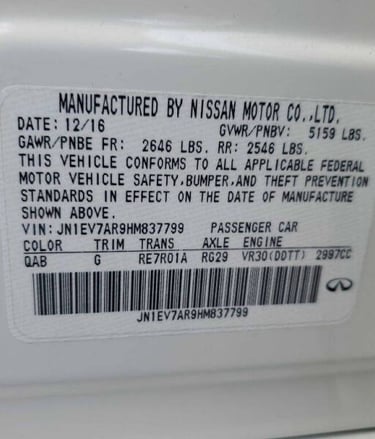 MANUFACTURED BY NISSAN MOTOR CO.,LTD.
DATE: 12/16 GVWR/PNBV: 5159 LBS.
GAWR/PNBE FR: 2646 LBS. RR: 2546 LBS.
THIS VEHICLE CONFORMS TO ALL APPLICABLE FEDERAL
MOTOR VEHICLE SAFETY,BUMPER,AND THEFT PREVENTION
STANDARDS IN EFFECT ON THE DATE OF MANUFACTURE
SHOWN ABOVE.
VIN: JN1EV7AR9HM837799 PASSENGER CAR
COLOR TRIM TRANS AXLE ENGINE
QAB G RE7R01A RG29 VR30(DDTT) 2997CC
JN1EV7AR9HM837799